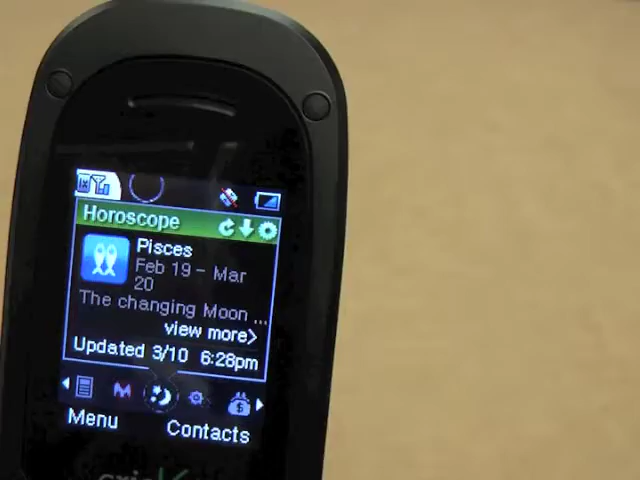 Horoscope
Pisces
Feb 19 - Mar
20
The changing Moon ...
view more>
Updated 3/10 6:28pm
Menu
Contacts